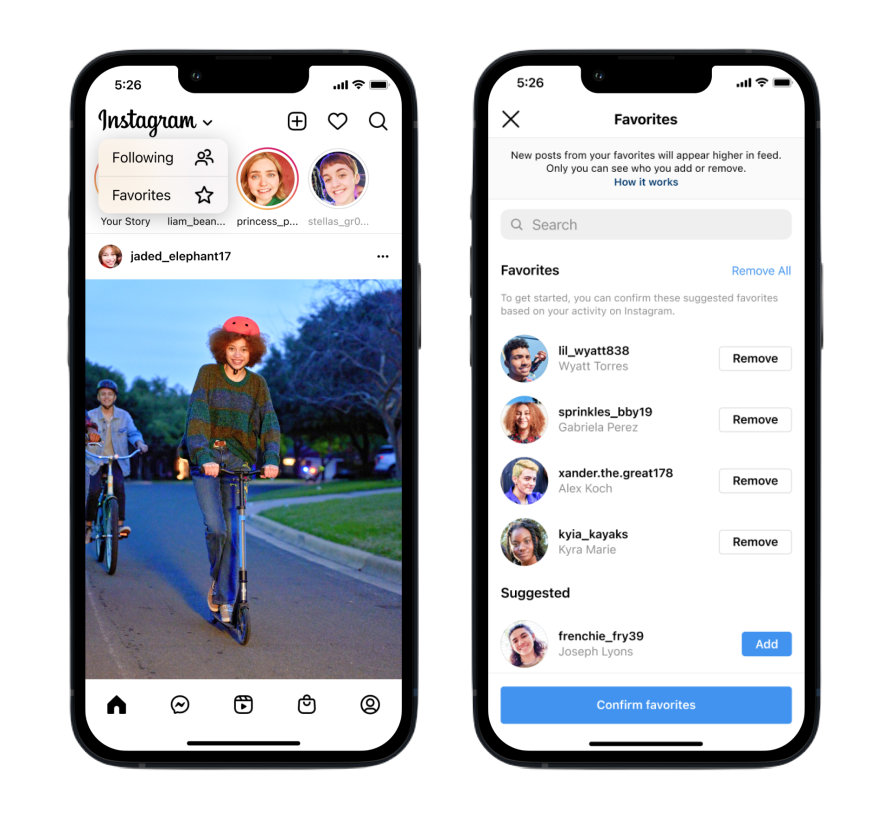 5:26
Instagram
Following
Favorites
Your Story
liam_bean...
princess_p...
stellas_gr0...
jaded_elephant17
5:26
Favorites
New posts from your favorites will appear higher in feed.
Only you can see who you add or remove.
How it works
Search
Favorites
Remove All
To get started, you can confirm these suggested favorites
based on your activity on Instagram.
lil_wyatt838
Wyatt Torres
Remove
sprinkles_bby19
Gabriela Perez
Remove
xander.the.great178
Alex Koch
Remove
kyia_kayaks
Kyra Marie
Remove
Suggested
frenchie_fry39
Joseph Lyons
Add
Confirm favorites